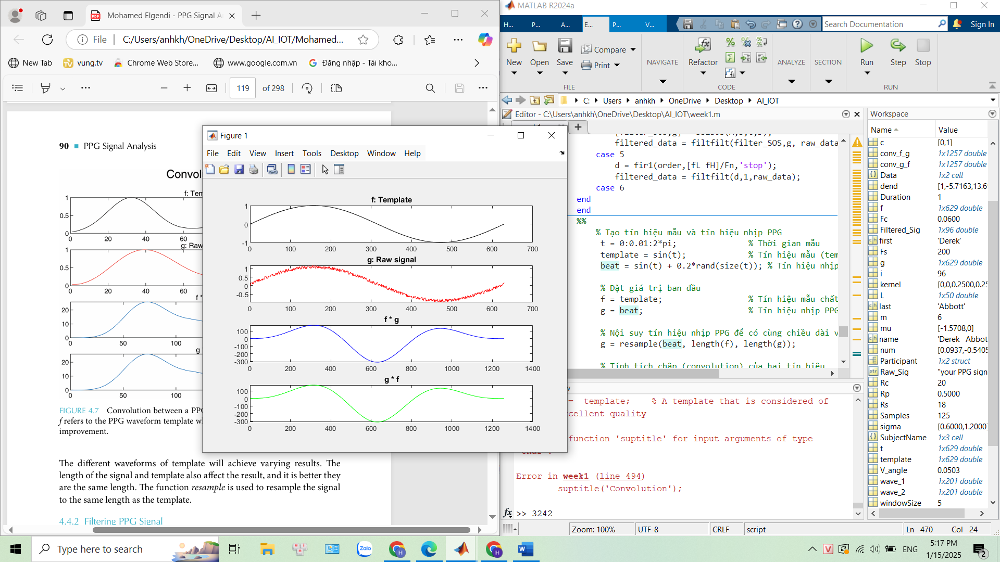 Mohamed Elgendi - PPG Signal A
File
C:/Users/anhkh/OneDrive/Desktop/AI_IOT/Mohamed...
New Tab
vung.tv
Chrome Web Store...
www.google.com.vn
Đăng nhập - Tài kho...
119 of 298
90 ■ PPG Signal Analysis
Convol
f: Tem
1
0.5
0
0 20 40 60
g: Raw
1
0.5
0
0 20 40 60
f *
20
10
0
0 50 100
g
20
10
0
0 50 100
FIGURE 4.7 Convolution between a PPG
f refers to the PPG waveform template w
improvement.
The different waveforms of template will achieve varying results. The
length of the signal and template also affect the result, and it is better they
are the same length. The function resample is used to resample the signal
to the same length as the template.
4.4.2 Filtering PPG Signal
Figure 1
File Edit View Insert Tools Desktop Window Help
f: Template
1
0
-1
0 100 200 300 400 500 600 700
g: Raw signal
1
0.5
0
-0.5
0 100 200 300 400 500 600 700
f * g
100
0
-100
-200
-300
0 200 400 600 800 1000 1200 1400
g * f
100
0
-100
-200
-300
0 200 400 600 800 1000 1200 1400
MATLAB R2024a
H... P... A... E... P... V...
Search Documentation
Sign In
New Open Save
Compare
Print
FILE
NAVIGATE
Refactor
CODE
ANALYZE
SECTION
Run Step Stop
RUN
C: Users anhkh OneDrive Desktop AI_IOT
Editor - C:\Users\anhkh\OneDrive\Desktop\AI_IOT\week1.m
filtered_data = filtfilt(filter_SOS,g, raw_data
case 5
d = fir1(order,[fL fH]/Fn,'stop');
filtered_data = filtfilt(d,1,raw_data);
case 6
end
end
%%
% Tạo tín hiệu mẫu và tín hiệu nhịp PPG
t = 0:0.01:2*pi; % Thời gian mẫu
template = sin(t); % Tín hiệu mẫu (tem
beat = sin(t) + 0.2*rand(size(t)); % Tín hiệu nhịp
% Đặt giá trị ban đầu
f = template; % Tín hiệu mẫu chất
g = beat; % Tín hiệu nhịp PPG
% Nội suy tín hiệu nhịp PPG để có cùng chiều dài v
g = resample(beat, length(f), length(g));
% Tính tích chập (convolution) của hai tín hiệu
w
= template; % A template that is considered of
cellent quality
function 'suptitle' for input arguments of type
Error in week1 (line 494)
suptitle('Convolution');
fx >> 3242
Workspace
Name Value
c [0,1]
conv_f_g 1x1257 double
conv_g_f 1x1257 double
Data 1x2 cell
dend [1,-5.7163,13.6
Duration 1
f 1x629 double
Fc 0.0600
Filtered_Sig 1x96 double
first 'Derek'
Fs 200
g 1x629 double
i 96
kernel [0,0,0.2500,0.25
L 1x50 double
last 'Abbott'
m 6
mu [-1.5708,0]
name 'Derek Abbot
num [0.0937,-0.5405
Participant 1x2 struct
Raw_Sig "your PPG sign
Rc 20
Rp 0.5000
Rs 18
Samples 125
sigma [0.6000,1.2000]
SubjectName 1x3 cell
t 1x629 double
template 1x629 double
V_angle 0.0503
wave_1 1x201 double
wave_2 1x201 double
windowSize 5
Zoom: 100% UTF-8 CRLF script Ln 470 Col 24
Type here to search
Zalo
ENG
5:17 PM
1/15/2025
2